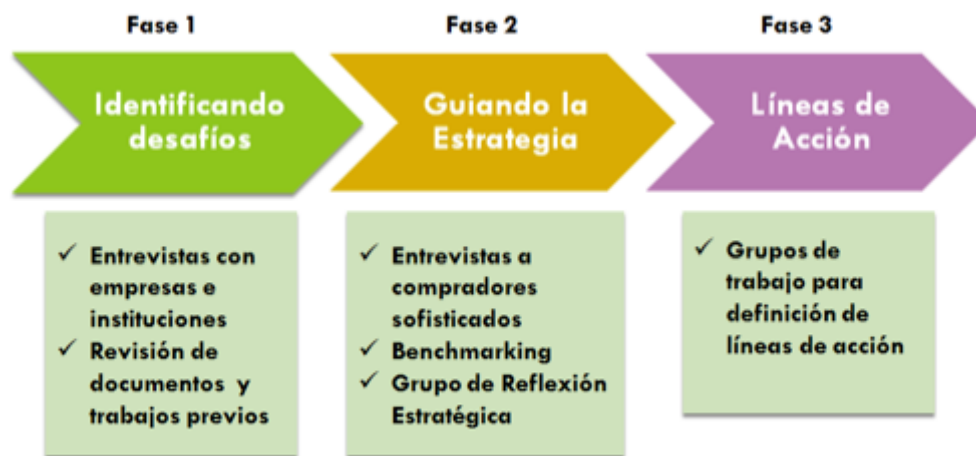 Fase 1
Fase 2
Fase 3
Identificando
desafíos
Guiando la
Estrategia
Líneas de
Acción
✓ Entrevistas con
empresas e
instituciones
✓ Revisión de
documentos y
trabajos previos
✓ Entrevistas a
compradores
sofisticados
✓ Benchmarking
✓ Grupo de Reflexión
Estratégica
✓ Grupos de
trabajo para
definición de
líneas de acción